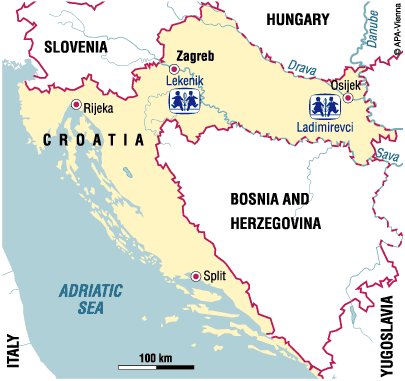 HUNGARY
Danube
© APA-Vienna
SLOVENIA
Zagreb
Drava
Lekenik
Osijek
Rijeka
Ladimirevci
CROATIA
Sava
BOSNIA AND
HERZEGOVINA
Split
ADRIATIC
SEA
YUGOSLAVIA
ITALY
100 km